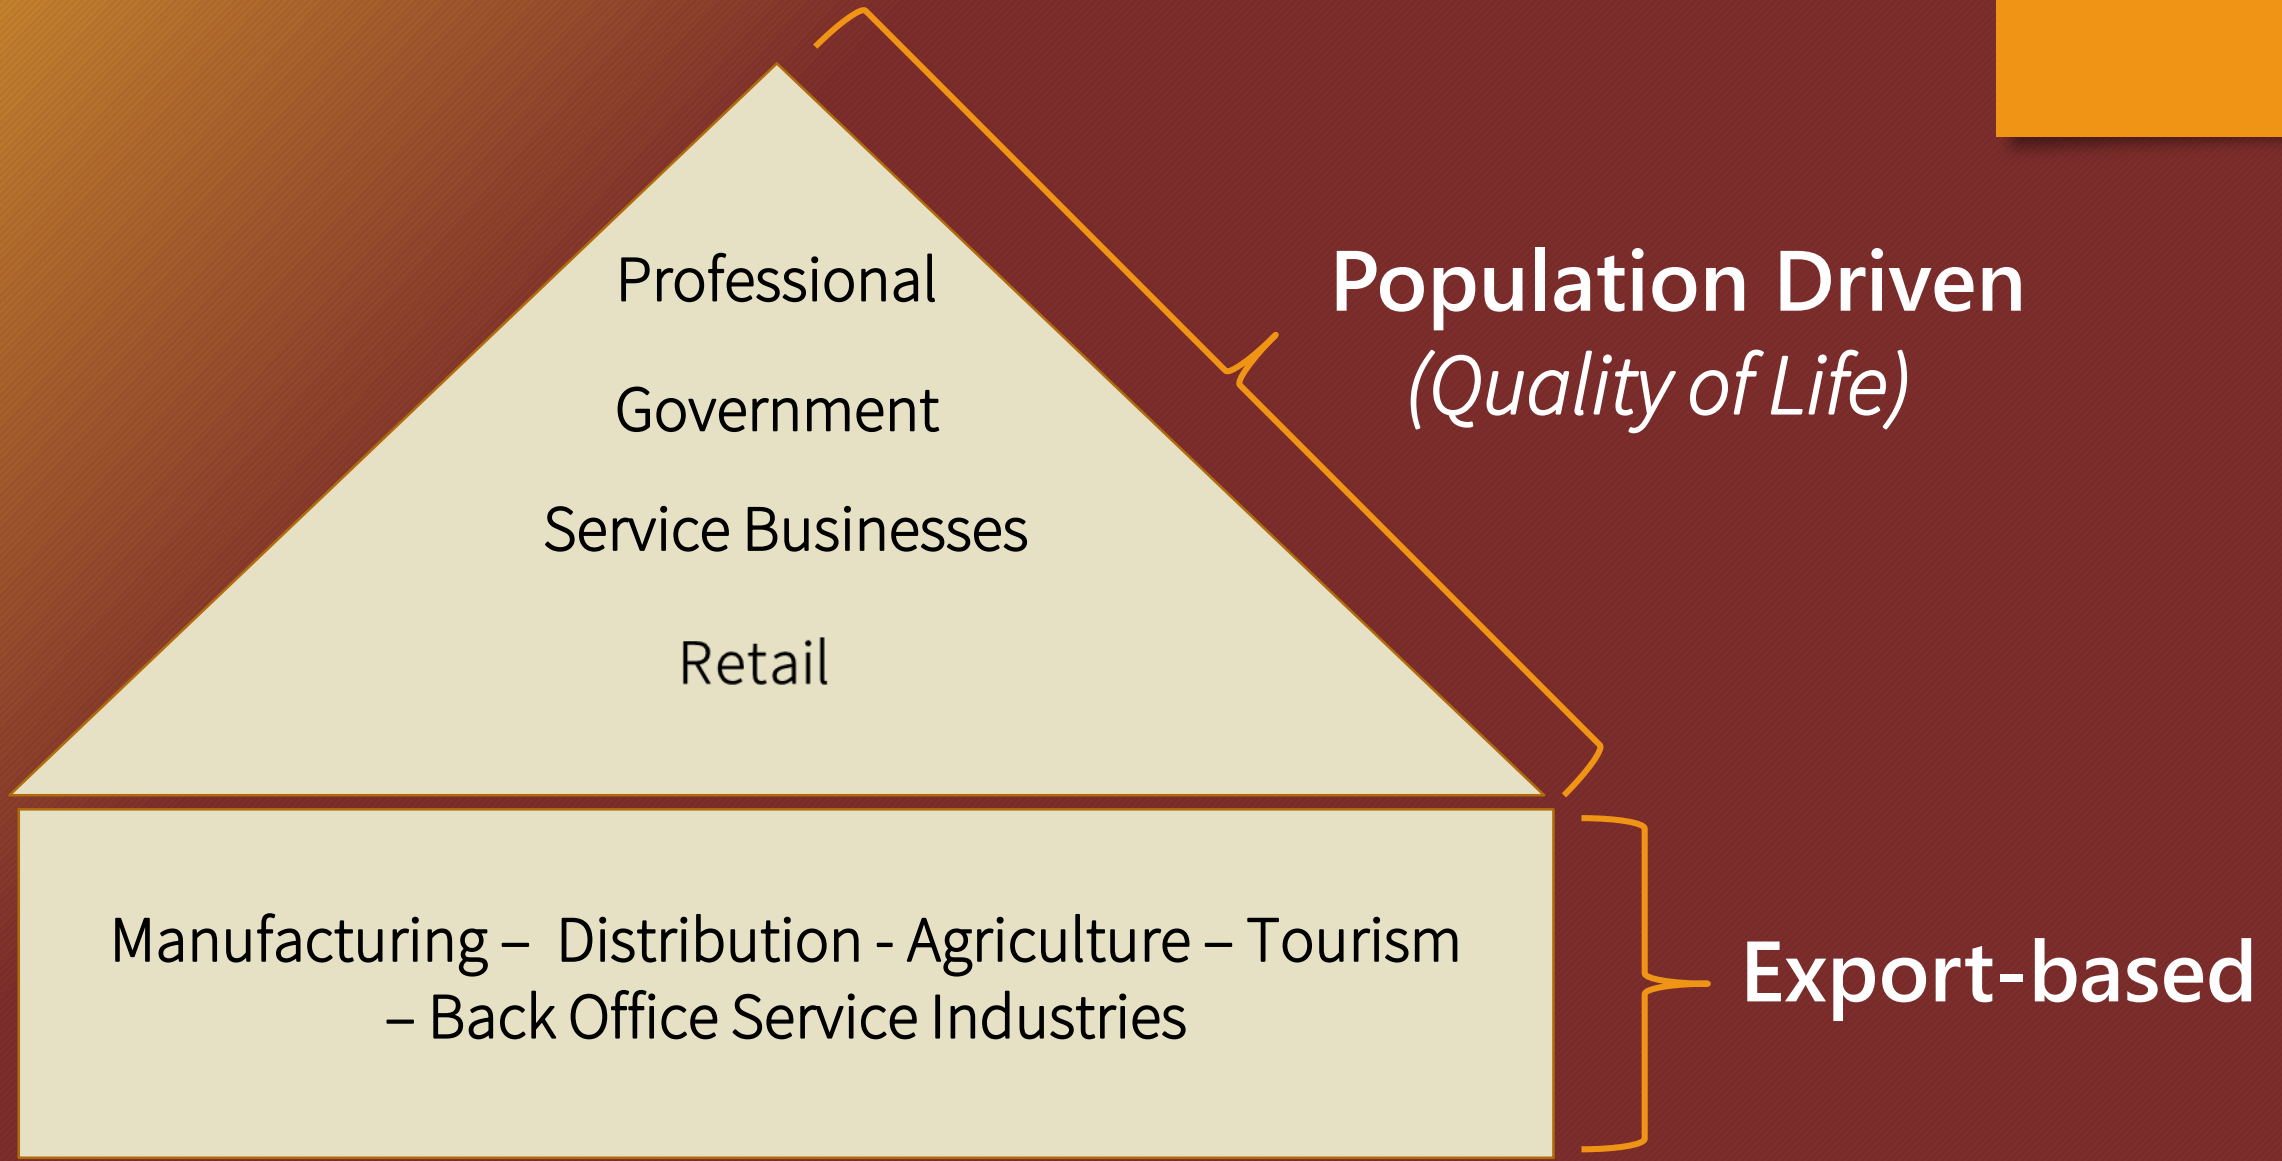 Professional
Population Driven
(Quality of Life)
Government
Service Businesses
Retail
Manufacturing –  Distribution - Agriculture – Tourism
– Back Office Service Industries
Export-based